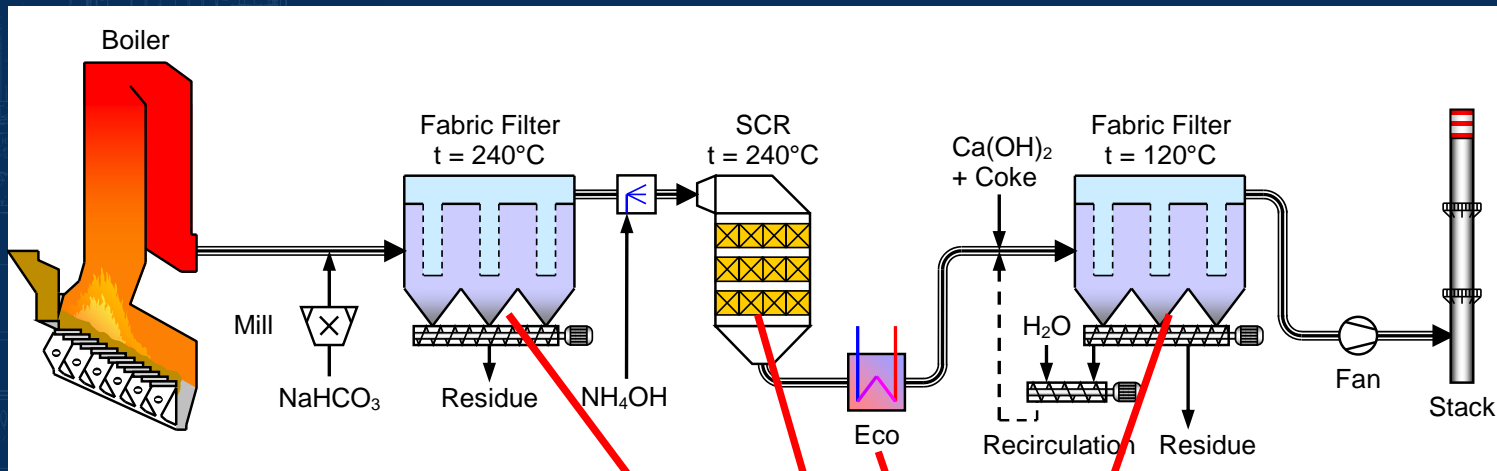 Boiler
Fabric Filter
t = 240°C
SCR
t = 240°C
Ca(OH)₂
+ Coke
Fabric Filter
t = 120°C
Mill
NaHCO₃
Residue
NH₄OH
Eco
H₂O
Recirculation
Residue
Fan
Stack